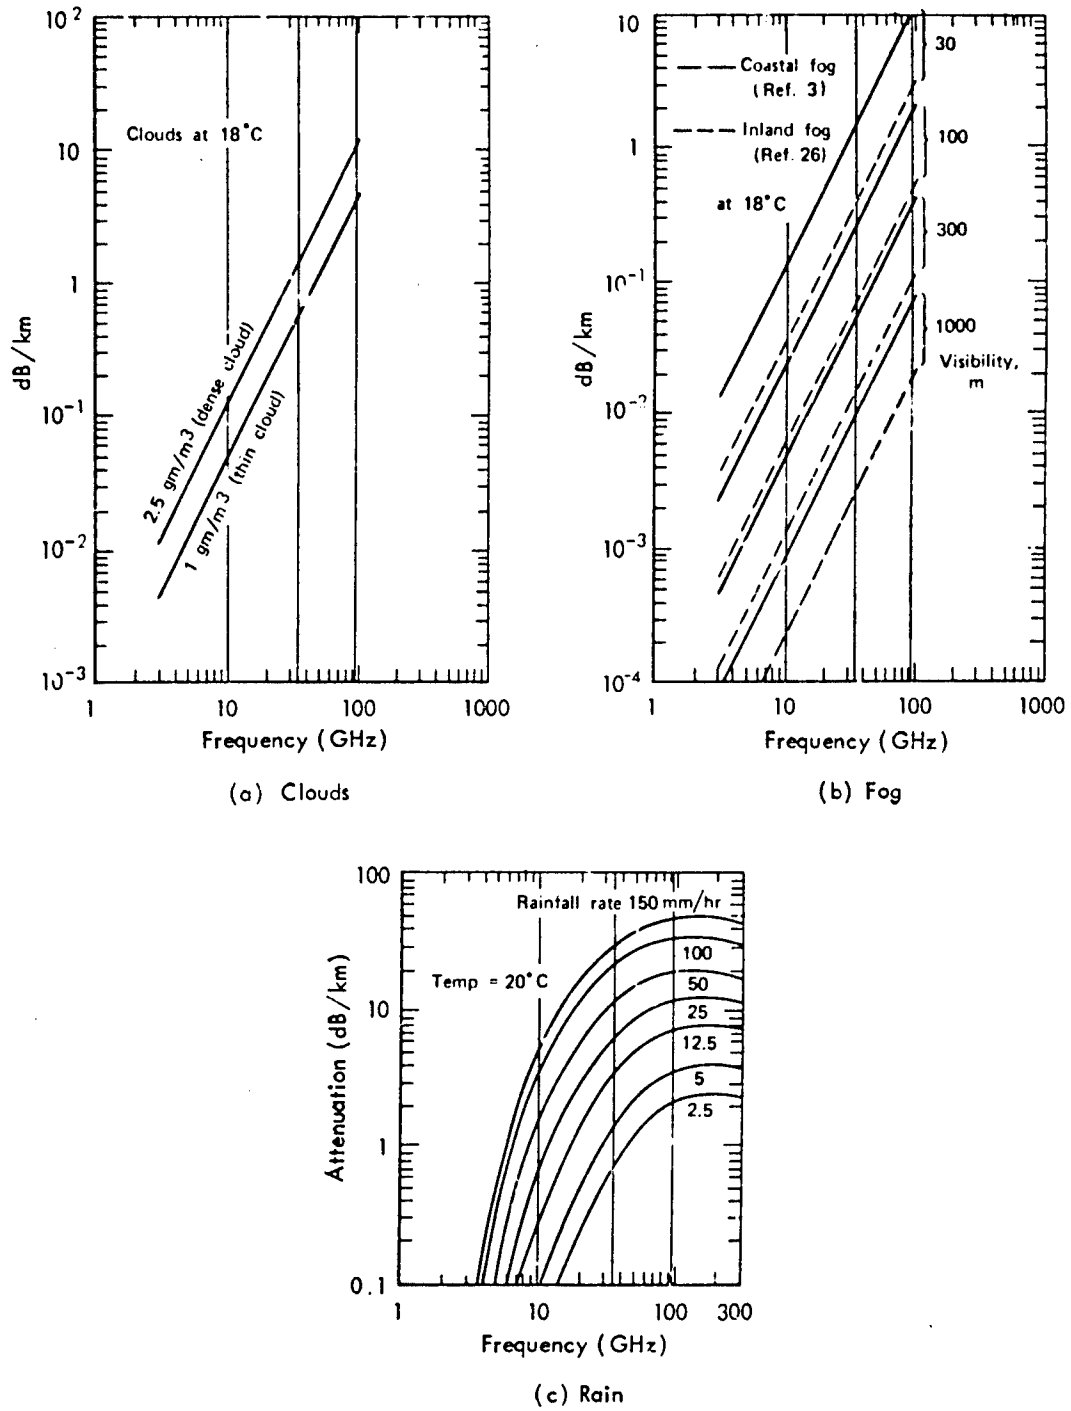 10^2
10
1
10^-1
10^-2
10^-3
dB/km
Clouds at 18°C
2.5 gm/m^3 (dense cloud)
1 gm/m^3 (thin cloud)
1
10
100
1000
Frequency (GHz)
(a) Clouds
10
1
10^-1
10^-2
10^-3
10^-4
dB/km
Coastal fog
(Ref. 3)
Inland fog
(Ref. 26)
at 18°C
30
100
300
1000
Visibility,
m
1
10
100
1000
Frequency (GHz)
(b) Fog
100
10
1
0.1
Attenuation (dB/km)
Rainfall rate 150 mm/hr
Temp = 20°C
100
50
25
12.5
5
2.5
1
10
100
300
Frequency (GHz)
(c) Rain